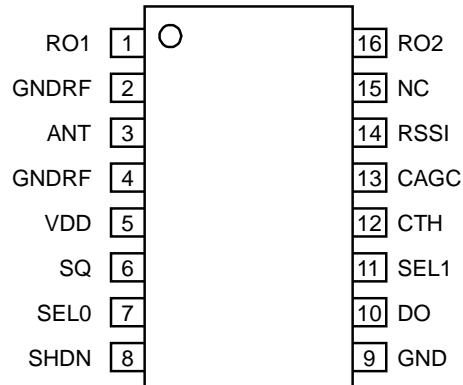 RO1 1 16 RO2
GNDRF 2 15 NC
ANT 3 14 RSSI
GNDRF 4 13 CAGC
VDD 5 12 CTH
SQ 6 11 SEL1
SEL0 7 10 DO
SHDN 8 9 GND